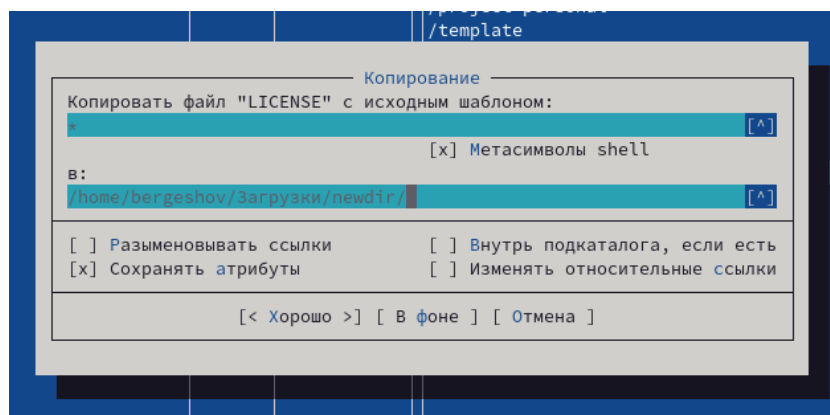 /template
Копирование
Копировать файл "LICENSE" с исходным шаблоном:
* [^]
[x] Метасимволы shell
в:
/home/bergeshov/Загрузки/newdir/ [^]
[ ] Разыменовывать ссылки [ ] Внутрь подкаталога, если есть
[x] Сохранять атрибуты [ ] Изменять относительные ссылки
[< Хорошо >] [ В фоне ] [ Отмена ]